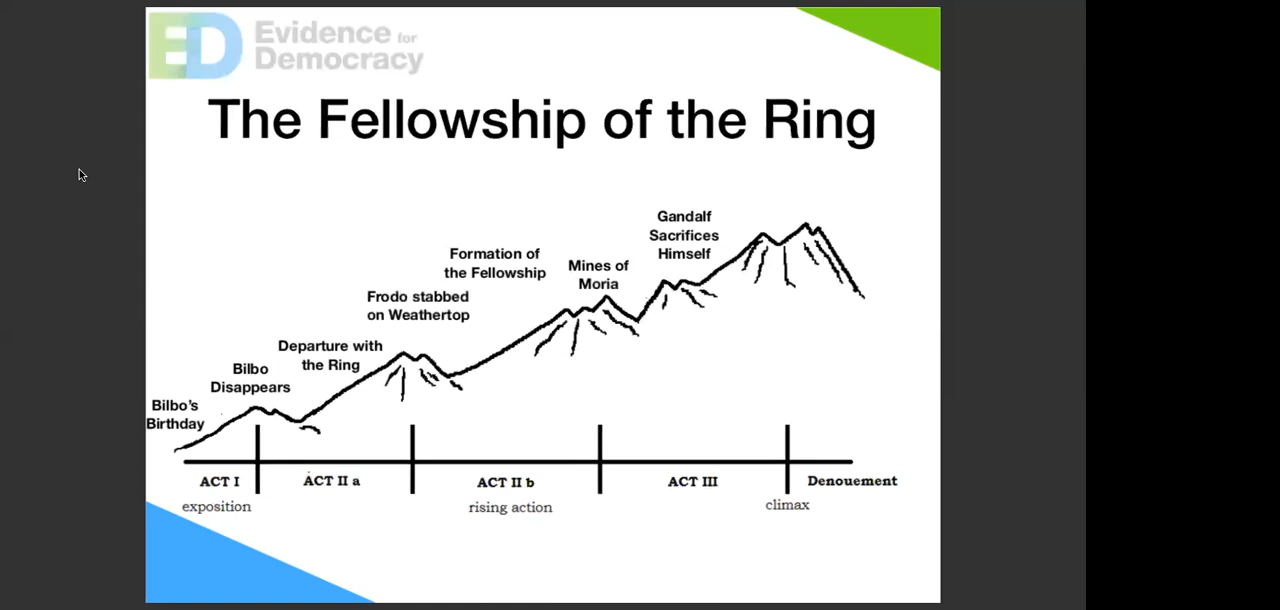 Evidence for
Democracy
The Fellowship of the Ring
Gandalf
Sacrifices
Himself
Formation of
the Fellowship
Mines of
Moria
Frodo stabbed
on Weathertop
Departure with
the Ring
Bilbo
Disappears
Bilbo's
Birthday
ACT I
ACT II a
ACT II b
ACT III
Denouement
exposition
rising action
climax